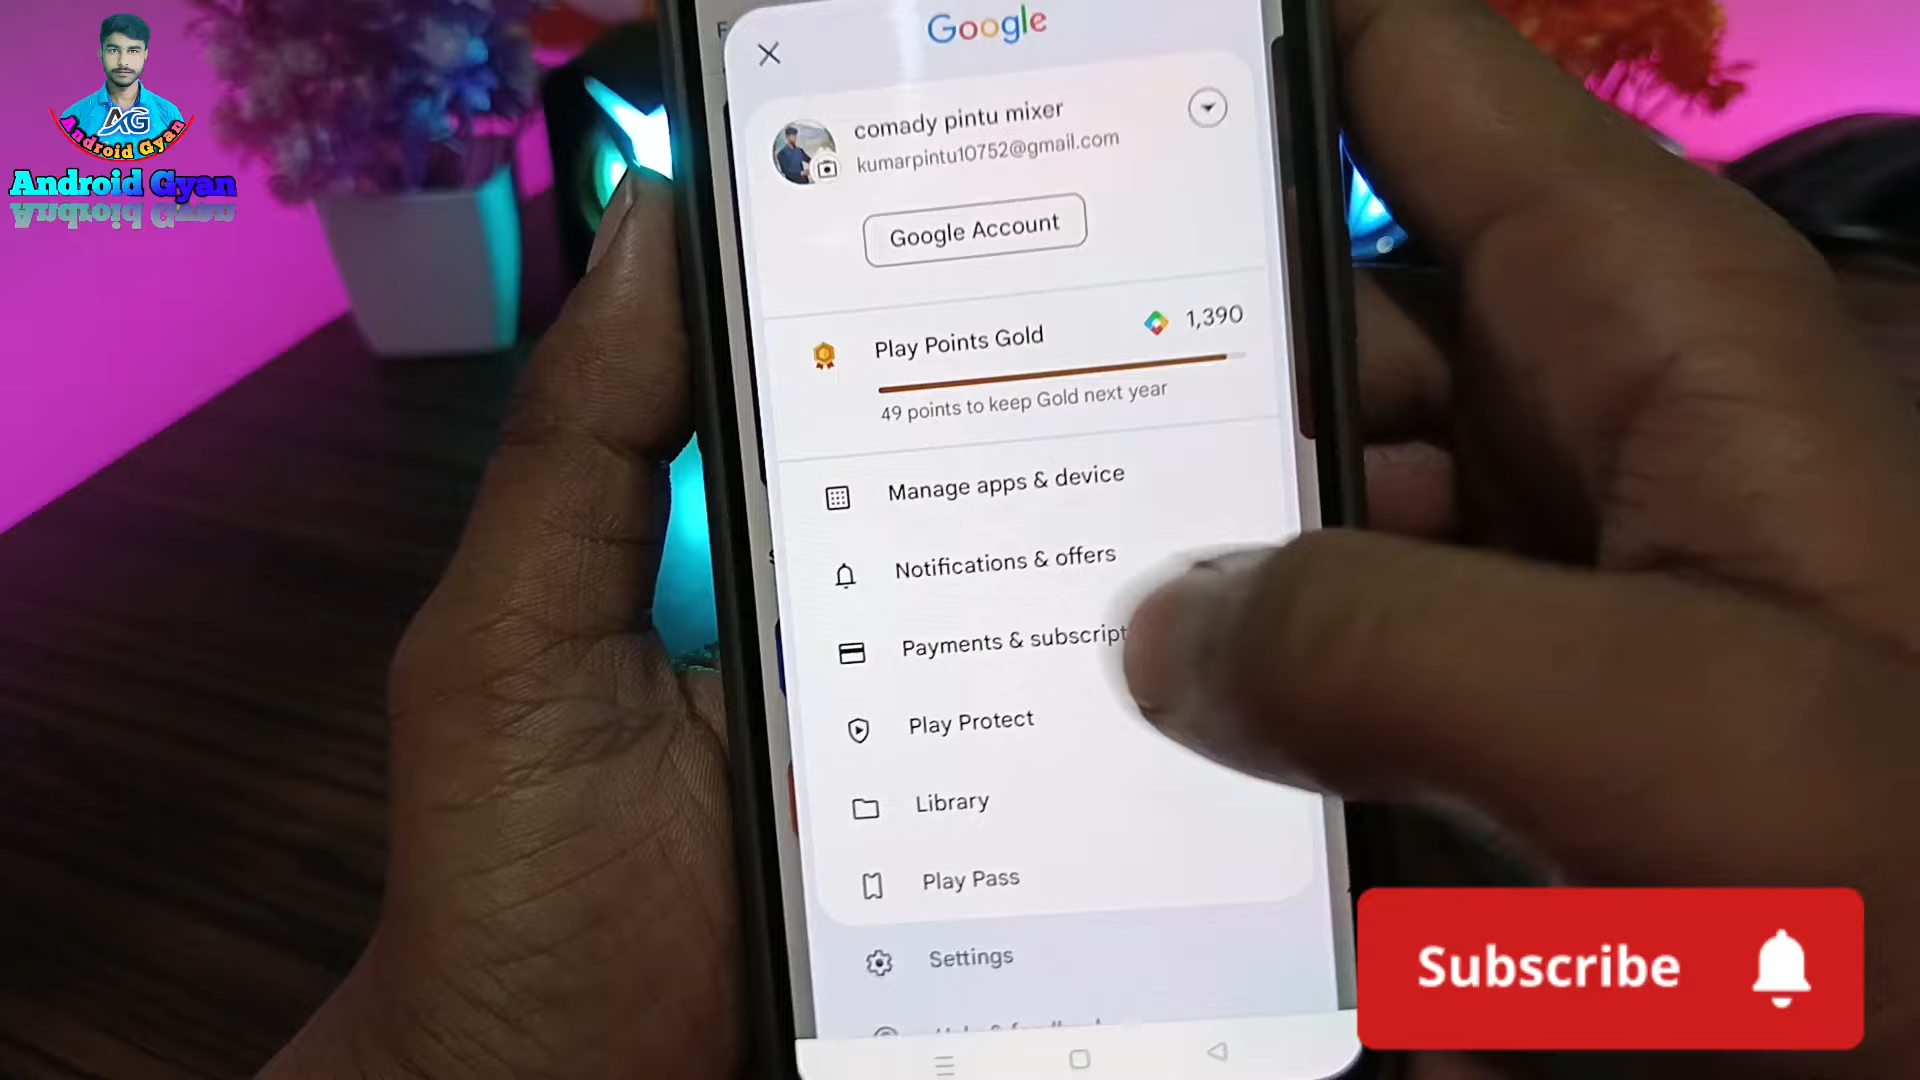 Google
comady pintu mixer
kumarpintu10752@gmail.com
Google Account
Play Points Gold
1,390
49 points to keep Gold next year
Manage apps & device
Notifications & offers
Payments & subscript
Play Protect
Library
Play Pass
Settings
AG
Android Gyan
Android Gyan
Subscribe